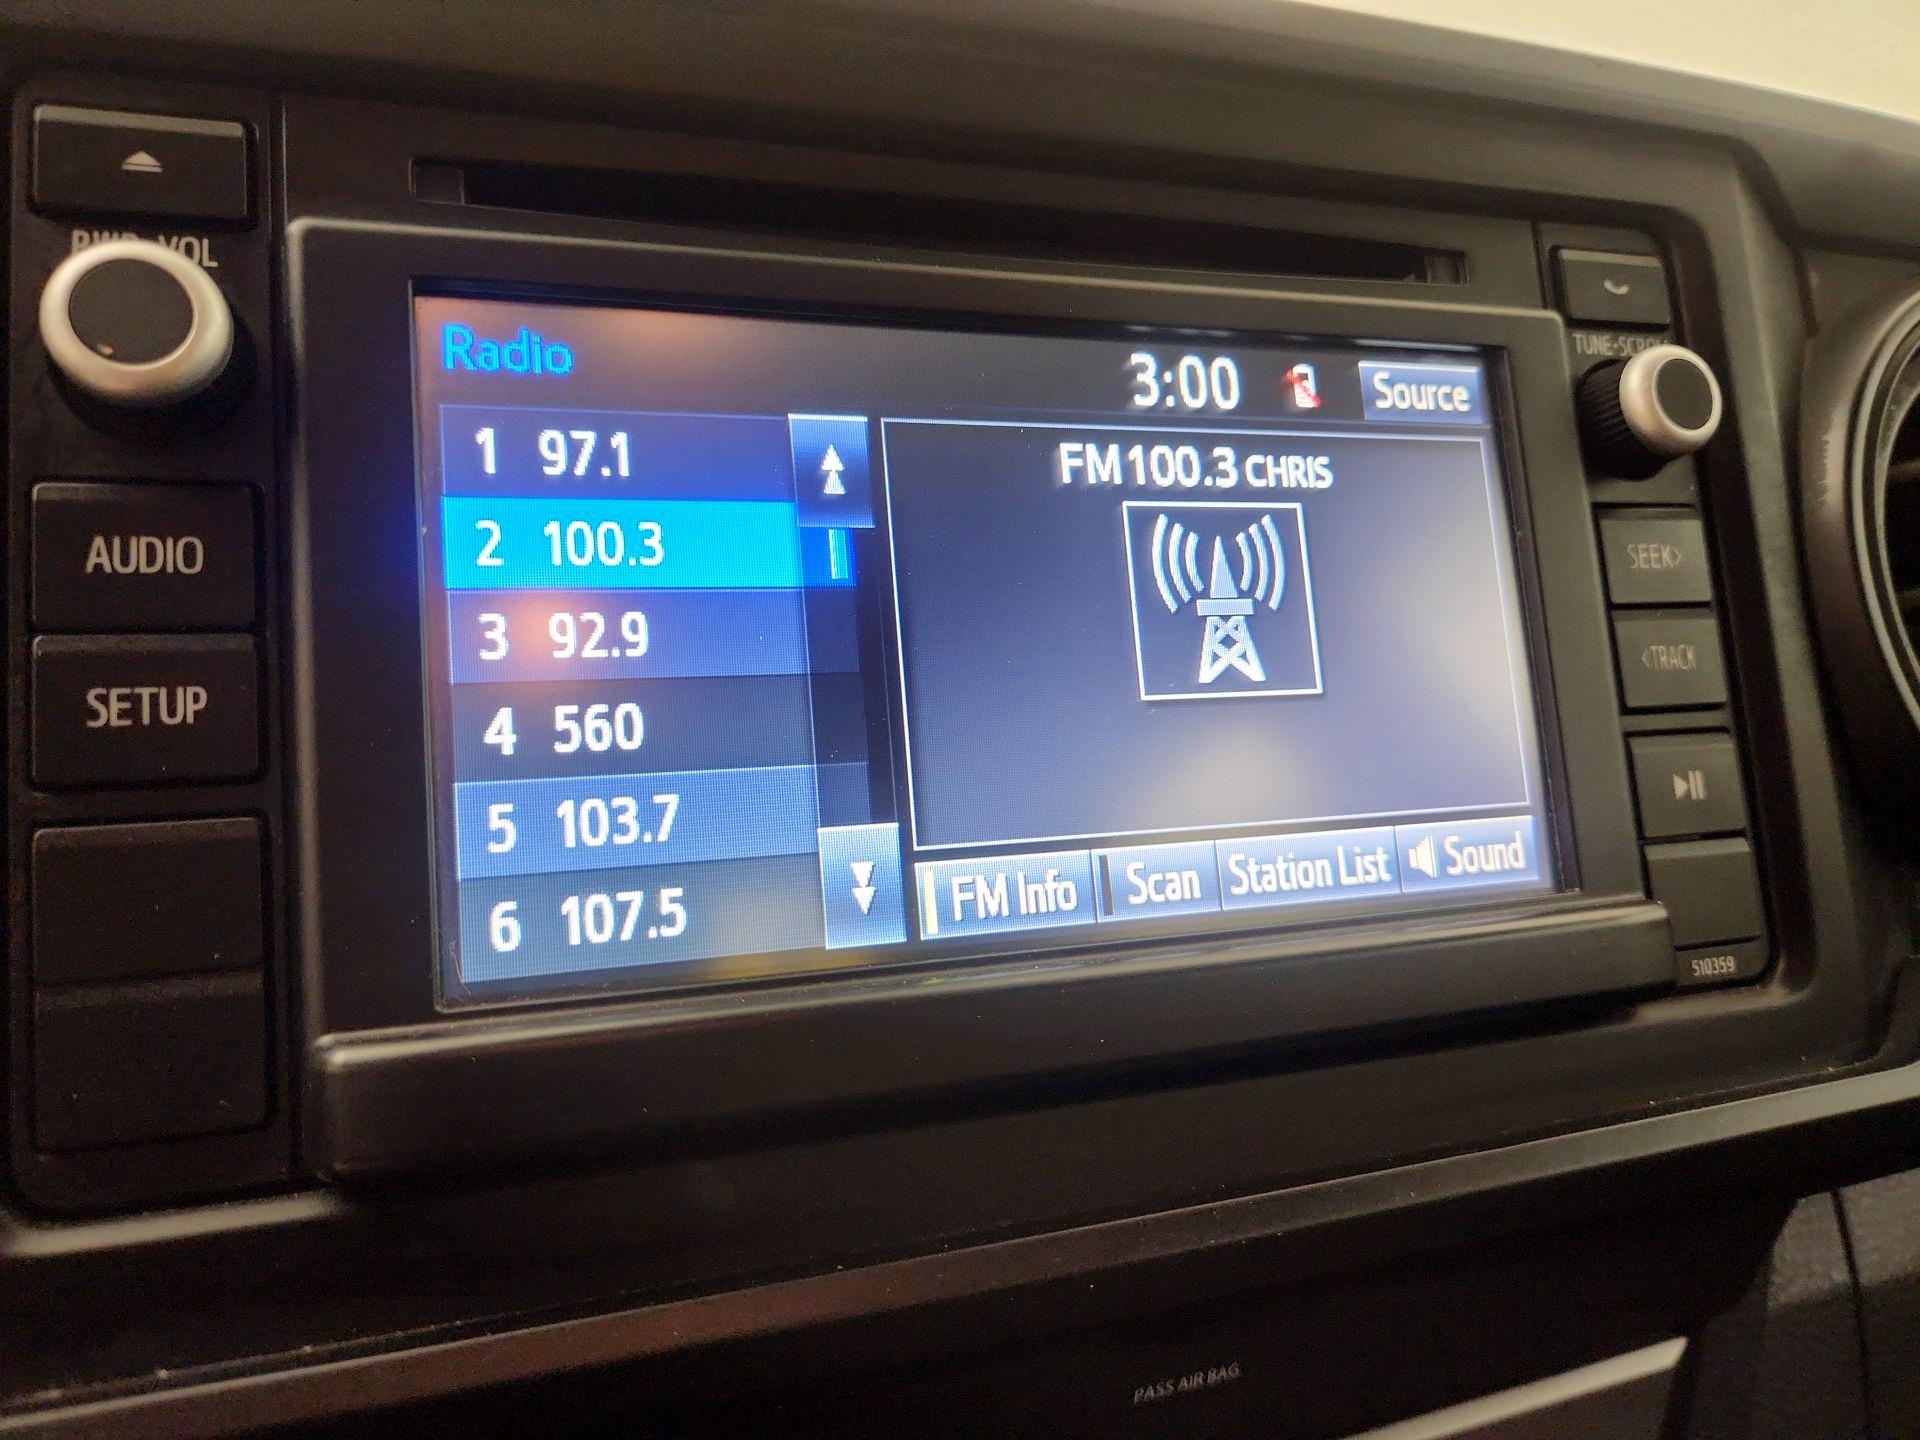 PWR•VOL
AUDIO
SETUP
Radio
3:00
Source
1 97.1
2 100.3
3 92.9
4 560
5 103.7
6 107.5
FM 100.3 CHRIS
FM Info
Scan
Station List
Sound
TUNE•SCROLL
SEEK>
<TRACK
510359
PASS AIR BAG